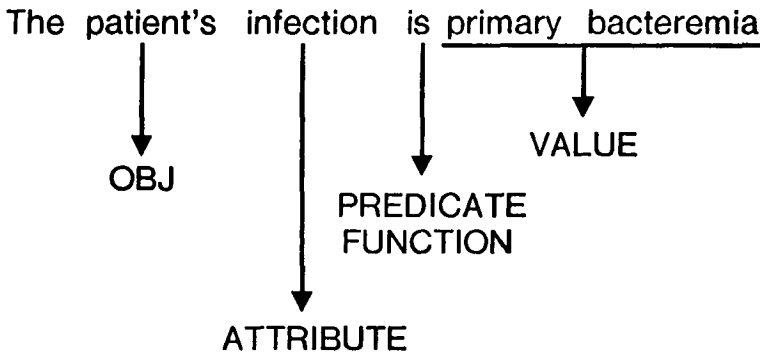 The patient's infection is primary bacteremia
OBJ
VALUE
PREDICATE
FUNCTION
ATTRIBUTE